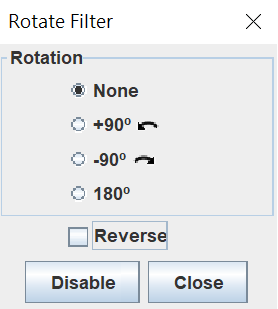 Rotate Filter
Rotation
None
+90º
-90º
180º
Reverse
Disable
Close